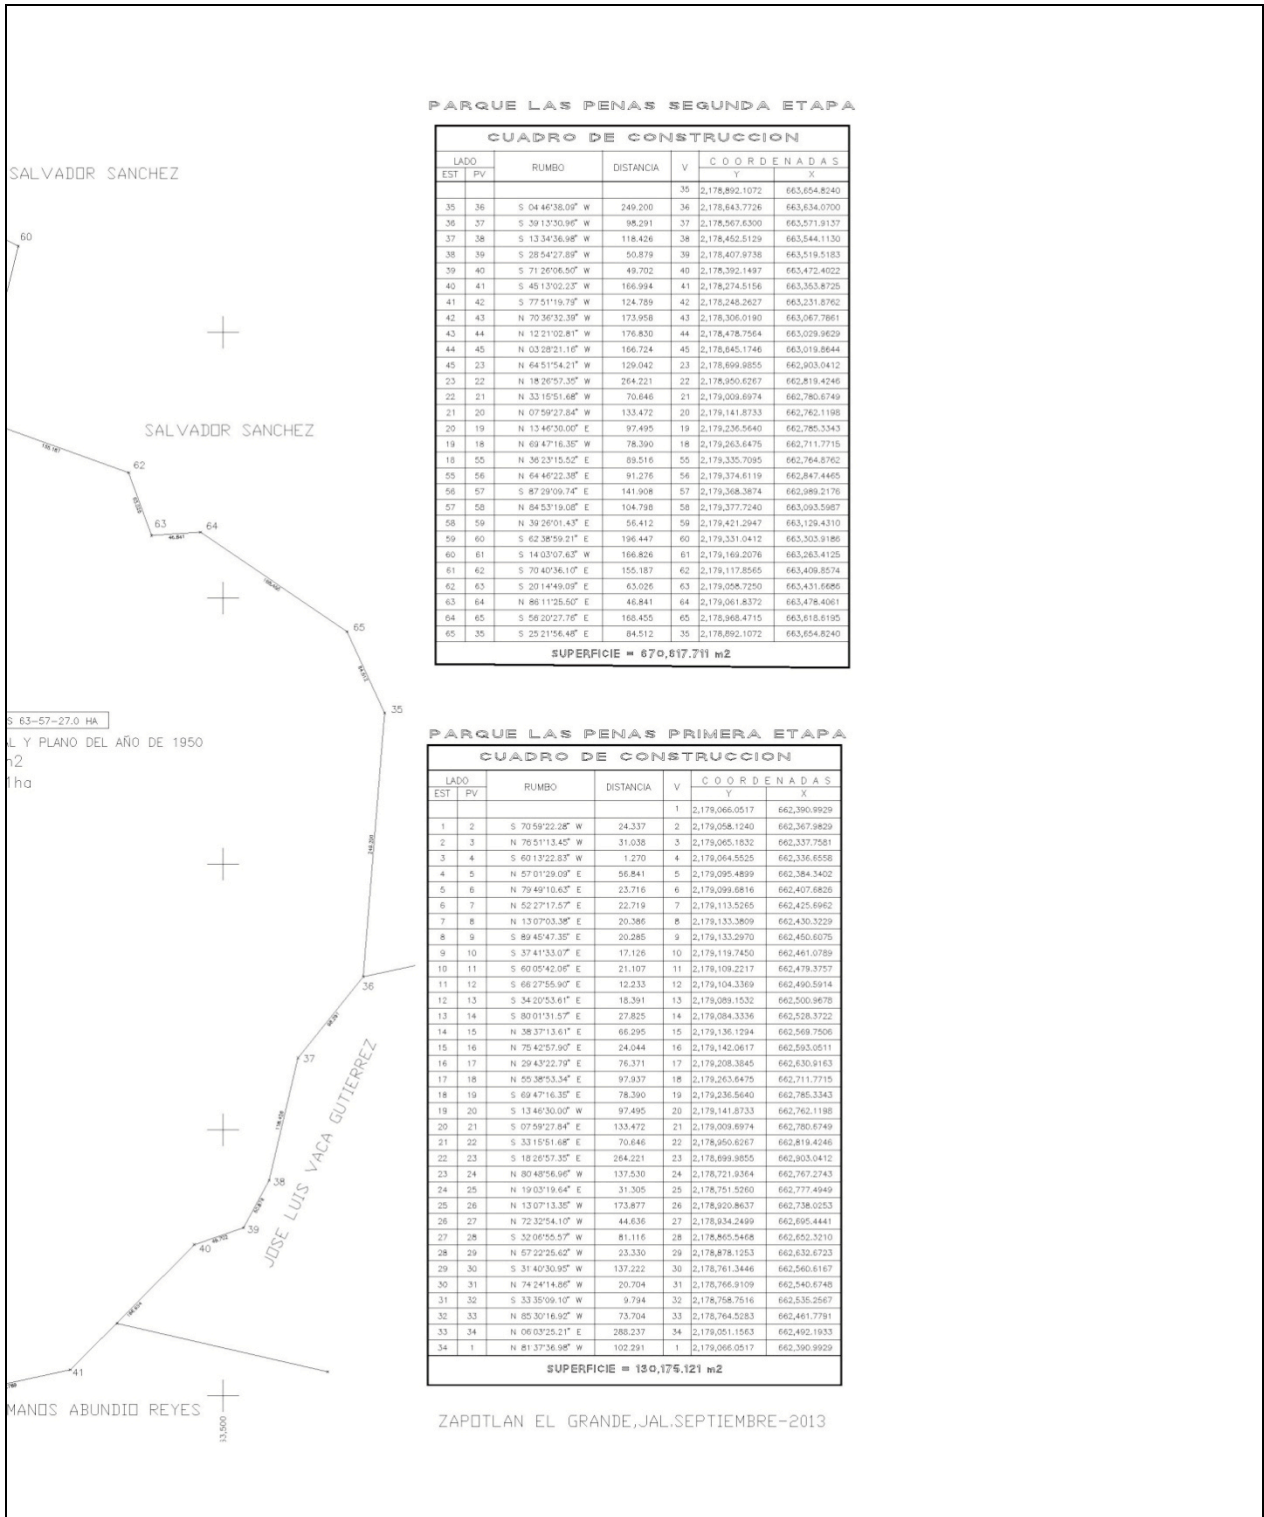 SALVADOR SANCHEZ
60
SALVADOR SANCHEZ
155.187
62
63.026
63
46.841
64
168.455
65
84.512
35
S 63-57-27.0 HA
AL Y PLANO DEL AÑO DE 1950
m2
1ha
249.200
36
98.291
37
118.426
JOSE LUIS VACA GUTIERREZ
38
50.879
39
49.702
40
166.994
41
MANOS ABUNDIO REYES
PARQUE LAS PENAS SEGUNDA ETAPA
CUADRO DE CONSTRUCCION
LADO RUMBO DISTANCIA V COORDENADAS
EST PV Y X
35 2,178,892.1072 663,654.8240
35 36 S 04 46'38.09" W 249.200 36 2,178,643.7726 663,634.0700
36 37 S 39 13'30.96" W 98.291 37 2,178,567.6300 663,571.9137
37 38 S 13 34'36.98" W 118.426 38 2,178,452.5129 663,544.1130
38 39 S 28 54'27.89" W 50.879 39 2,178,407.9738 663,519.5183
39 40 S 71 26'06.50" W 49.702 40 2,178,392.1497 663,472.4022
40 41 S 45 13'02.23" W 166.994 41 2,178,274.5156 663,353.8725
41 42 S 77 51'19.79" W 124.789 42 2,178,248.2627 663,231.8762
42 43 N 70 36'32.39" W 173.958 43 2,178,306.0190 663,067.7861
43 44 N 12 21'02.81" W 176.830 44 2,178,478.7564 663,029.9629
44 45 N 03 28'21.16" W 166.724 45 2,178,645.1746 663,019.8644
45 23 N 64 51'54.21" W 129.042 23 2,178,699.9855 662,903.0412
23 22 N 18 26'57.35" W 264.221 22 2,178,950.6267 662,819.4246
22 21 N 33 15'51.68" W 70.646 21 2,179,009.6974 662,780.6749
21 20 N 07 59'27.84" W 133.472 20 2,179,141.8733 662,762.1198
20 19 N 13 46'30.00" E 97.495 19 2,179,236.5640 662,785.3343
19 18 N 69 47'16.35" W 78.390 18 2,179,263.6475 662,711.7715
18 55 N 36 23'15.52" E 89.516 55 2,179,335.7095 662,764.8762
55 56 N 64 46'22.38" E 91.276 56 2,179,374.6119 662,847.4465
56 57 S 87 29'09.74" E 141.908 57 2,179,368.3874 662,989.2176
57 58 N 84 53'19.08" E 104.798 58 2,179,377.7240 663,093.5987
58 59 N 39 26'01.43" E 56.412 59 2,179,421.2947 663,129.4310
59 60 S 62 38'59.21" E 196.447 60 2,179,331.0412 663,303.9186
60 61 S 14 03'07.63" W 166.826 61 2,179,169.2076 663,263.4125
61 62 S 70 40'36.10" E 155.187 62 2,179,117.8565 663,409.8574
62 63 S 20 14'49.09" E 63.026 63 2,179,058.7250 663,431.6686
63 64 N 86 11'25.50" E 46.841 64 2,179,061.8372 663,478.4061
64 65 S 56 20'27.76" E 168.455 65 2,178,968.4715 663,618.6195
65 35 S 25 21'56.48" E 84.512 35 2,178,892.1072 663,654.8240
SUPERFICIE = 670,817.711 m2
PARQUE LAS PENAS PRIMERA ETAPA
CUADRO DE CONSTRUCCION
LADO RUMBO DISTANCIA V COORDENADAS
EST PV Y X
1 2,179,066.0517 662,390.9929
1 2 S 70 59'22.28" W 24.337 2 2,179,058.1240 662,367.9829
2 3 N 76 51'13.45" W 31.038 3 2,179,065.1832 662,337.7581
3 4 S 60 13'22.83" W 1.270 4 2,179,064.5525 662,336.6558
4 5 N 57 01'29.09" E 56.841 5 2,179,095.4899 662,384.3402
5 6 N 79 49'10.63" E 23.716 6 2,179,099.6816 662,407.6826
6 7 N 52 27'17.57" E 22.719 7 2,179,113.5265 662,425.6962
7 8 N 13 07'03.38" E 20.386 8 2,179,133.3809 662,430.3229
8 9 S 89 45'47.35" E 20.285 9 2,179,133.2970 662,450.6075
9 10 S 37 41'33.07" E 17.126 10 2,179,119.7450 662,461.0789
10 11 S 60 05'42.06" E 21.107 11 2,179,109.2217 662,479.3757
11 12 S 66 27'55.90" E 12.233 12 2,179,104.3369 662,490.5914
12 13 S 34 20'53.61" E 18.391 13 2,179,089.1532 662,500.9678
13 14 S 80 01'31.57" E 27.825 14 2,179,084.3336 662,528.3722
14 15 N 38 37'13.61" E 66.295 15 2,179,136.1294 662,569.7506
15 16 N 75 42'57.90" E 24.044 16 2,179,142.0617 662,593.0511
16 17 N 29 43'22.79" E 76.371 17 2,179,208.3845 662,630.9163
17 18 N 55 38'53.34" E 97.937 18 2,179,263.6475 662,711.7715
18 19 S 69 47'16.35" E 78.390 19 2,179,236.5640 662,785.3343
19 20 S 13 46'30.00" W 97.495 20 2,179,141.8733 662,762.1198
20 21 S 07 59'27.84" E 133.472 21 2,179,009.6974 662,780.6749
21 22 S 33 15'51.68" E 70.646 22 2,178,950.6267 662,819.4246
22 23 S 18 26'57.35" E 264.221 23 2,178,699.9855 662,903.0412
23 24 N 80 48'56.96" W 137.530 24 2,178,721.9364 662,767.2743
24 25 N 19 03'19.64" E 31.305 25 2,178,751.5260 662,777.4949
25 26 N 13 07'13.35" W 173.877 26 2,178,920.8637 662,738.0253
26 27 N 72 32'54.10" W 44.636 27 2,178,934.2499 662,695.4441
27 28 S 32 06'55.57" W 81.116 28 2,178,865.5468 662,652.3210
28 29 N 57 22'25.62" W 23.330 29 2,178,878.1253 662,632.6723
29 30 S 31 40'30.95" W 137.222 30 2,178,761.3446 662,560.6167
30 31 N 74 24'14.86" W 20.704 31 2,178,766.9109 662,540.6748
31 32 S 33 35'09.10" W 9.794 32 2,178,758.7516 662,535.2567
32 33 N 85 30'16.92" W 73.704 33 2,178,764.5283 662,461.7791
33 34 N 06 03'25.21" E 288.237 34 2,179,051.1563 662,492.1933
34 1 N 81 37'36.98" W 102.291 1 2,179,066.0517 662,390.9929
SUPERFICIE = 130,175.121 m2
ZAPOTLAN EL GRANDE,JAL.SEPTIEMBRE-2013